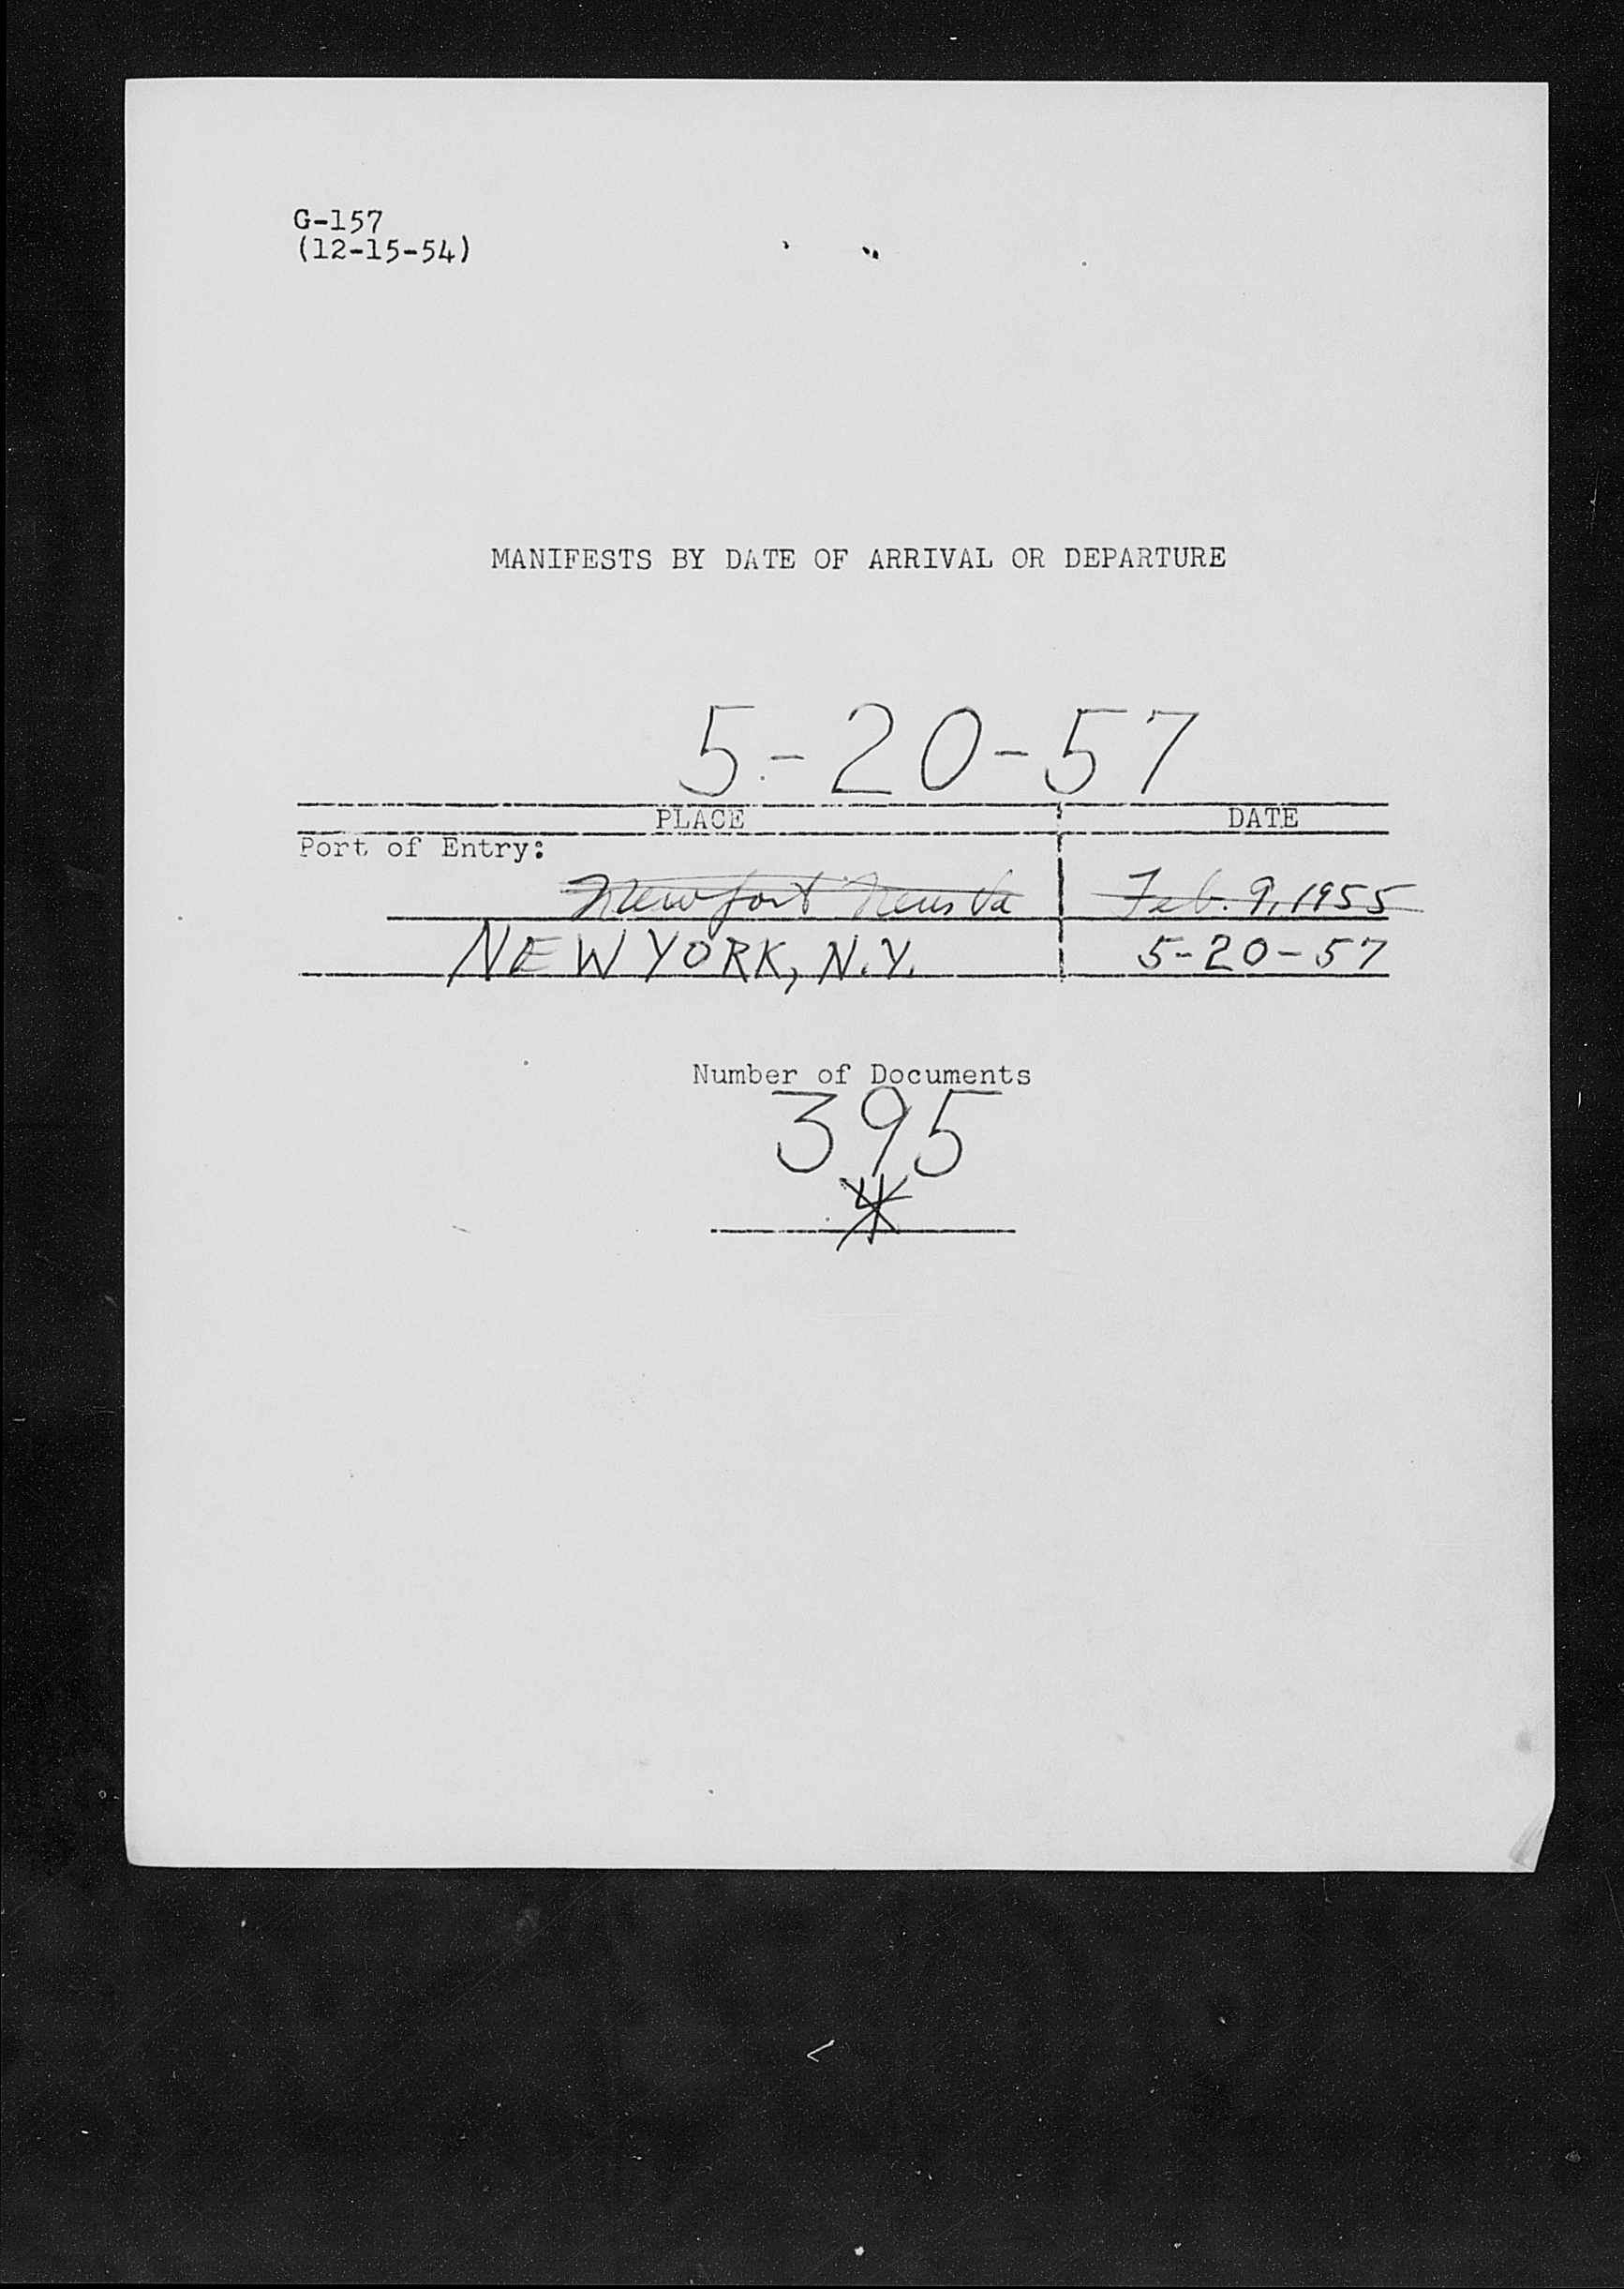 G-157
(12-15-54)
MANIFESTS BY DATE OF ARRIVAL OR DEPARTURE
5-20-57
PLACE DATE
Port of Entry:
Newport News Va Feb. 9, 1955
NEW YORK, N.Y. 5-20-57
Number of Documents
395
4